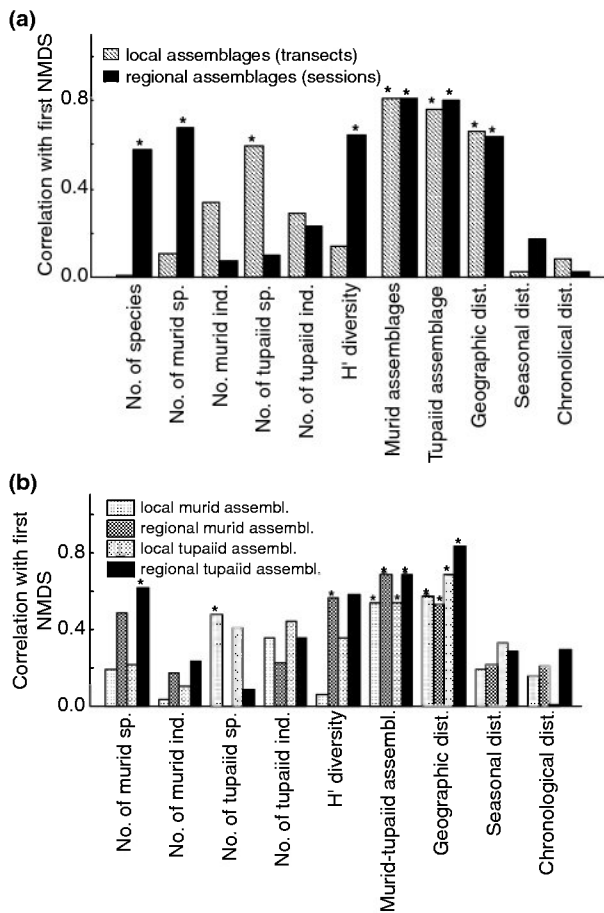 (a)
local assemblages (transects)
regional assemblages (sessions)
Correlation with first NMDS
0.8
0.4
0.0
* * * * * * * * * *
No. of species
No. of murid sp.
No. murid ind.
No. of tupaiid sp.
No. of tupaiid ind.
H' diversity
Murid assemblages
Tupaiid assemblage
Geographic dist.
Seasonal dist.
Chronolical dist.
(b)
local murid assembl.
regional murid assembl.
local tupaiid assembl.
regional tupaiid assembl.
Correlation with first
NMDS
0.8
0.4
0.0
* * * * * * * * * * *
No. of murid sp.
No. of murid ind.
No. of tupaiid sp.
No. of tupaiid ind.
H' diversity
Murid-tupaiid assembl.
Geographic dist.
Seasonal dist.
Chronological dist.